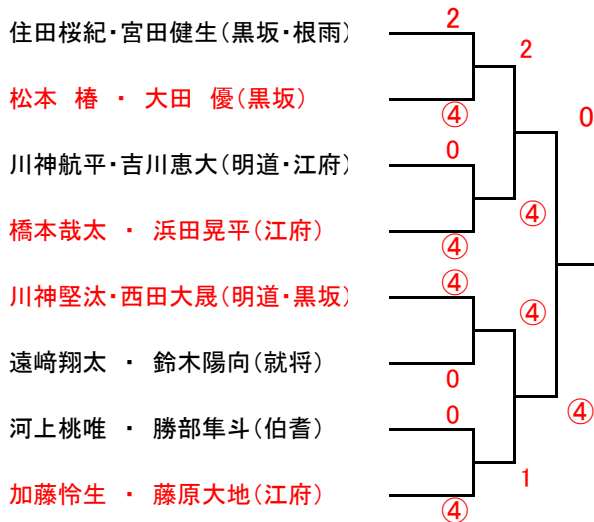 住田桜紀・宮田健生(黒坂・根雨)
2
2
松本 椿 ・ 大田 優(黒坂)
④
0
川神航平・吉川恵大(明道・江府)
0
④
橋本哉太 ・ 浜田晃平(江府)
④
川神堅汰・西田大晟(明道・黒坂)
④
④
遠﨑翔太 ・ 鈴木陽向(就将)
0
④
河上桃唯 ・ 勝部隼斗(伯耆)
0
1
加藤怜生 ・ 藤原大地(江府)
④